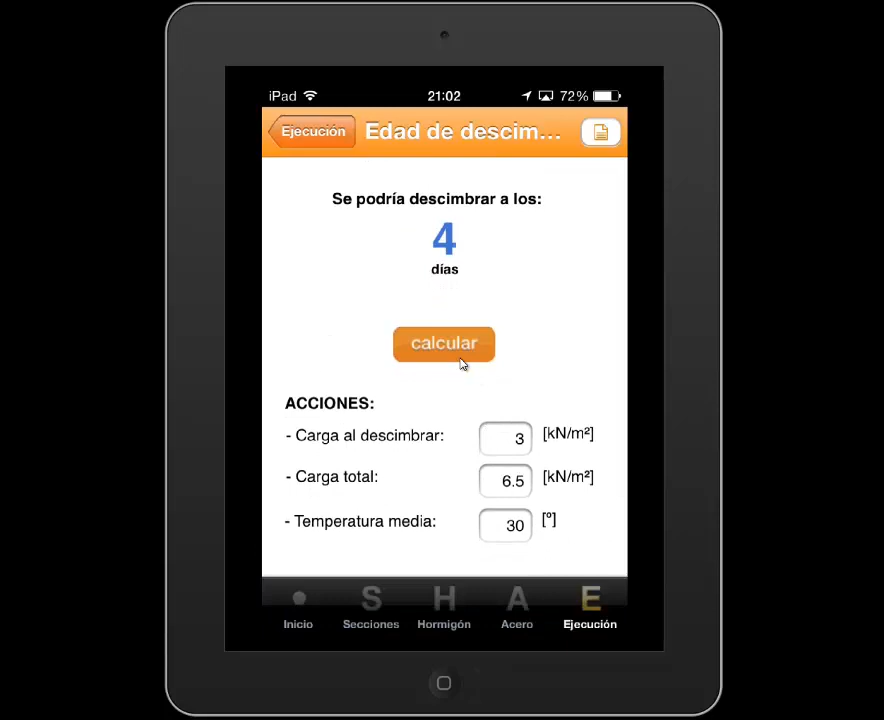 iPad 21:02 72%
Ejecución Edad de descim...
Se podría descimbrar a los:
4
días
calcular
ACCIONES:
- Carga al descimbrar: 3 [kN/m²]
- Carga total: 6.5 [kN/m²]
- Temperatura media: 30 [º]
S H A E
Inicio Secciones Hormigón Acero Ejecución